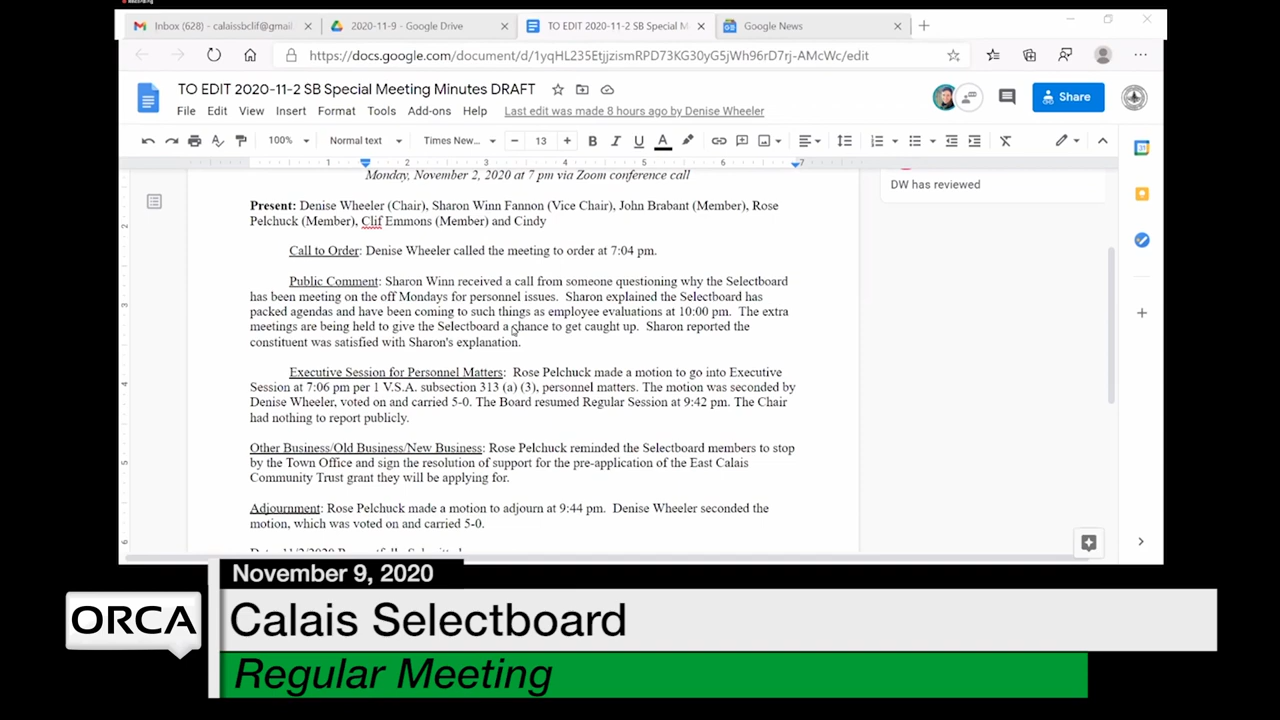 Recording
Inbox (628) - calaissbclif@gmail.
2020-11-9 - Google Drive
TO EDIT 2020-11-2 SB Special M
Google News
https://docs.google.com/document/d/1yqHL235EtjjzismRPD73KG30yG5jWh96rD7rj-AMcWc/edit
TO EDIT 2020-11-2 SB Special Meeting Minutes DRAFT
File Edit View Insert Format Tools Add-ons Help Last edit was made 8 hours ago by Denise Wheeler
Share
100% Normal text Times New... 13 B I U A
1 2 3 4 5 6 7
Monday, November 2, 2020 at 7 pm via Zoom conference call
DW has reviewed
Present: Denise Wheeler (Chair), Sharon Winn Fannon (Vice Chair), John Brabant (Member), Rose
Pelchuck (Member), Clif Emmons (Member) and Cindy
Call to Order: Denise Wheeler called the meeting to order at 7:04 pm.
Public Comment: Sharon Winn received a call from someone questioning why the Selectboard
has been meeting on the off Mondays for personnel issues. Sharon explained the Selectboard has
packed agendas and have been coming to such things as employee evaluations at 10:00 pm. The extra
meetings are being held to give the Selectboard a chance to get caught up. Sharon reported the
constituent was satisfied with Sharon's explanation.
Executive Session for Personnel Matters: Rose Pelchuck made a motion to go into Executive
Session at 7:06 pm per 1 V.S.A. subsection 313 (a) (3), personnel matters. The motion was seconded by
Denise Wheeler, voted on and carried 5-0. The Board resumed Regular Session at 9:42 pm. The Chair
had nothing to report publicly.
Other Business/Old Business/New Business: Rose Pelchuck reminded the Selectboard members to stop
by the Town Office and sign the resolution of support for the pre-application of the East Calais
Community Trust grant they will be applying for.
Adjournment: Rose Pelchuck made a motion to adjourn at 9:44 pm. Denise Wheeler seconded the
motion, which was voted on and carried 5-0.
November 9, 2020
ORCA
Calais Selectboard
Regular Meeting